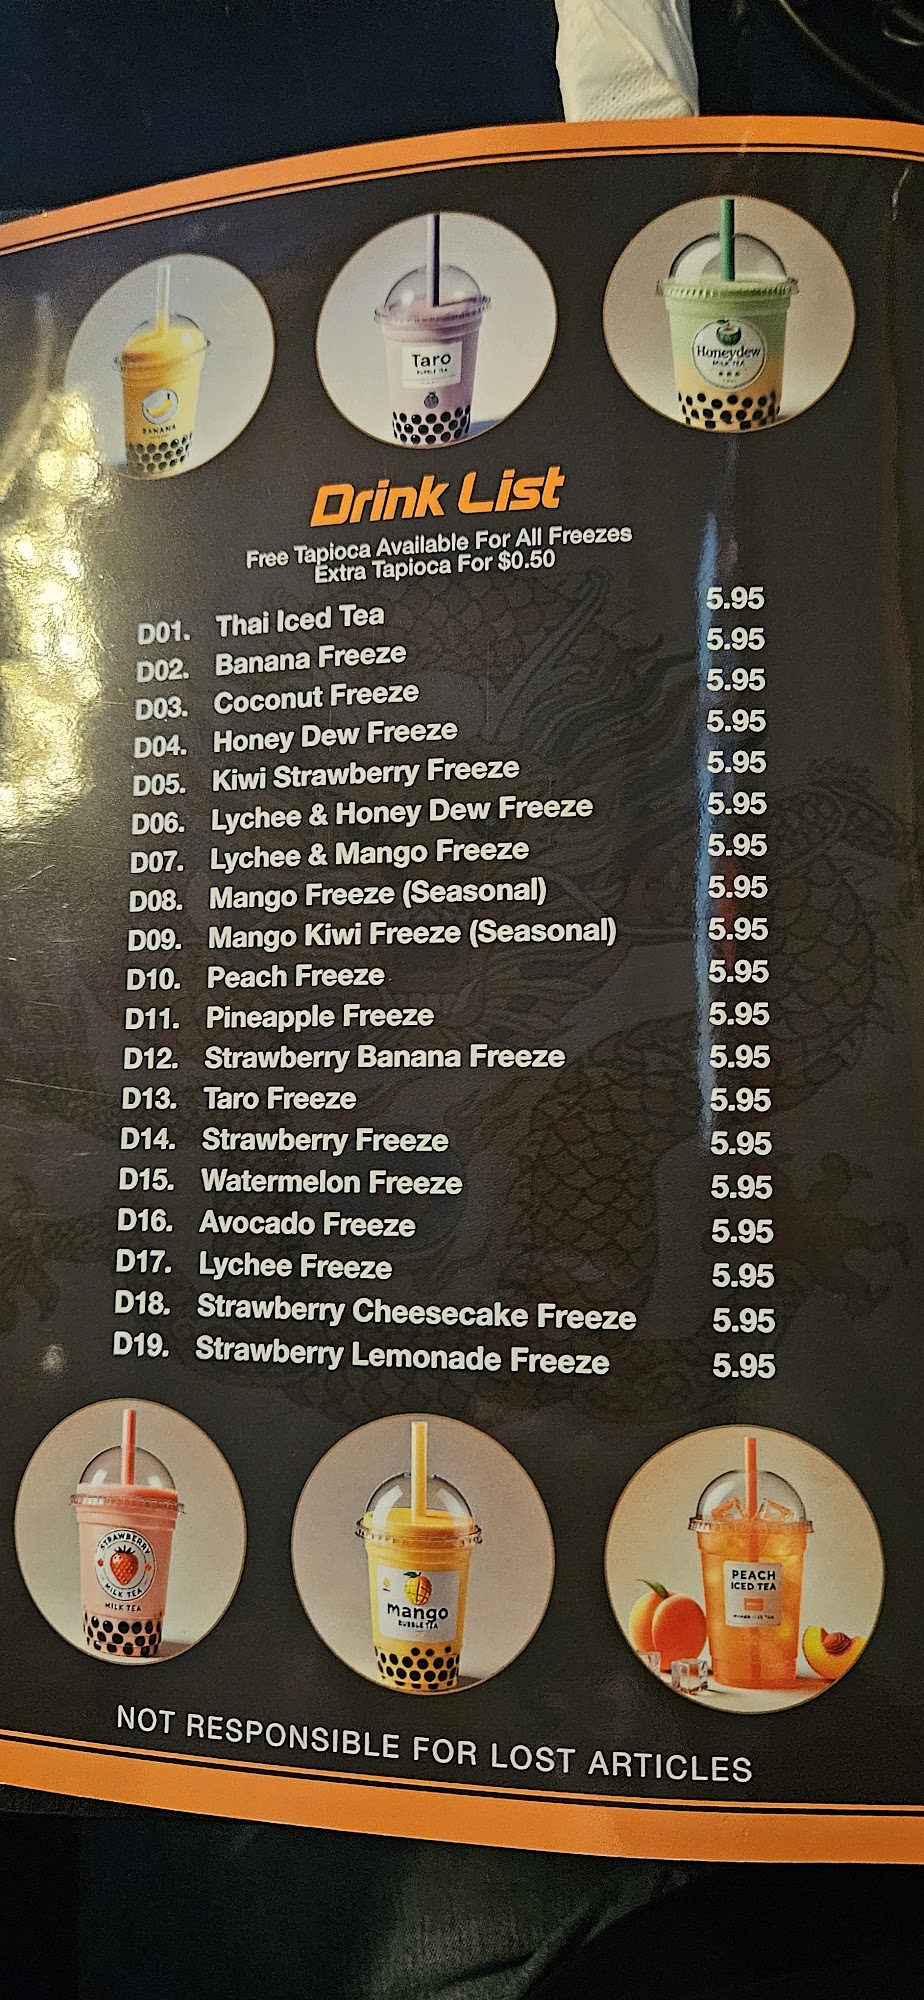 Taro
BUBBLE TEA
Honeydew
MILK TEA
BANANA
Drink List
Free Tapioca Available For All Freezes
Extra Tapioca For $0.50
D01. Thai Iced Tea 5.95
D02. Banana Freeze 5.95
D03. Coconut Freeze 5.95
D04. Honey Dew Freeze 5.95
D05. Kiwi Strawberry Freeze 5.95
D06. Lychee & Honey Dew Freeze 5.95
D07. Lychee & Mango Freeze 5.95
D08. Mango Freeze (Seasonal) 5.95
D09. Mango Kiwi Freeze (Seasonal) 5.95
D10. Peach Freeze 5.95
D11. Pineapple Freeze 5.95
D12. Strawberry Banana Freeze 5.95
D13. Taro Freeze 5.95
D14. Strawberry Freeze 5.95
D15. Watermelon Freeze 5.95
D16. Avocado Freeze 5.95
D17. Lychee Freeze 5.95
D18. Strawberry Cheesecake Freeze 5.95
D19. Strawberry Lemonade Freeze 5.95
STRAWBERRY
MILK TEA
MILK TEA
mango
BUBBLE TEA
PEACH
ICED TEA
NOT RESPONSIBLE FOR LOST ARTICLES